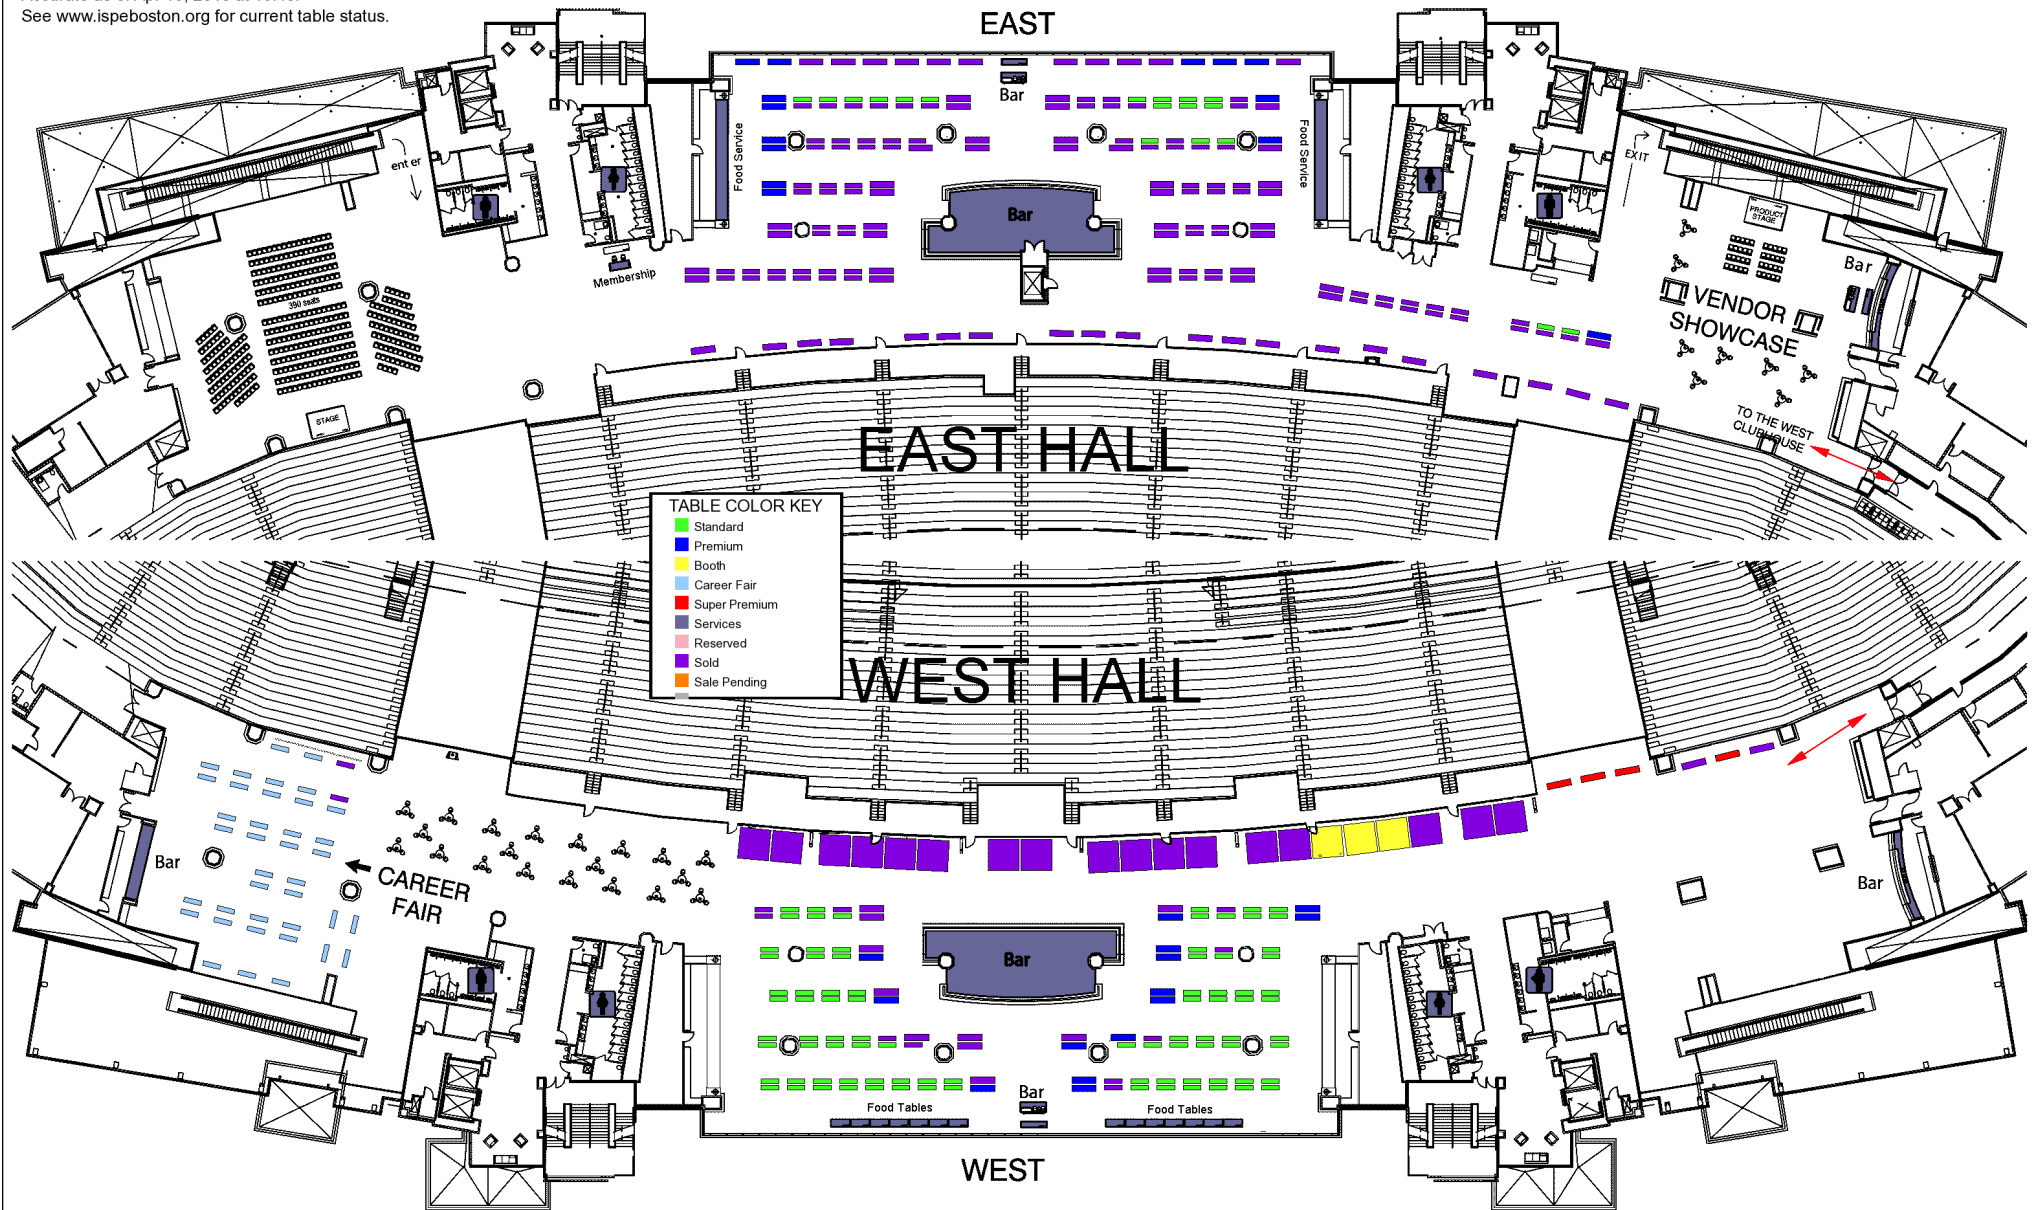 See www.ispeboston.org for current table status.
EAST
Bar
enter
Food Service
Food Service
EXIT
PRODUCT
STAGE
Bar
Membership
390 seats
Bar
VENDOR
SHOWCASE
STAGE
TO THE WEST
CLUBHOUSE
EAST HALL
TABLE COLOR KEY
Standard
Premium
Booth
Career Fair
Super Premium
Services
Reserved
Sold
Sale Pending
WEST HALL
Bar
CAREER
FAIR
Bar
Bar
Bar
Food Tables
Food Tables
WEST